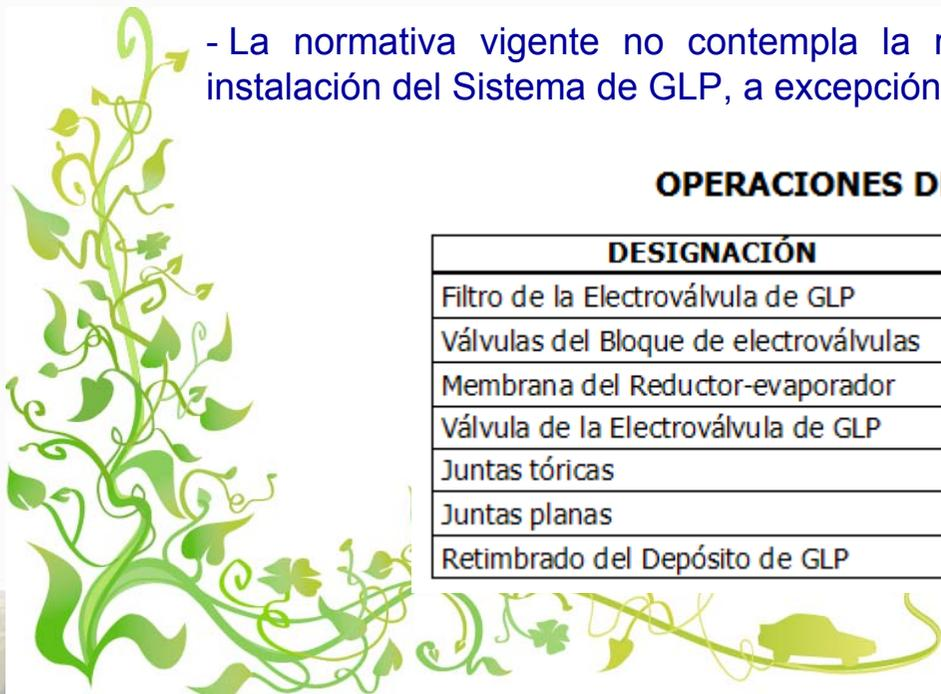 - La normativa vigente no contempla la
instalación del Sistema de GLP, a excepción
OPERACIONES
DESIGNACIÓN
Filtro de la Electroválvula de GLP
Válvulas del Bloque de electroválvulas
Membrana del Reductor-evaporador
Válvula de la Electroválvula de GLP
Juntas tóricas
Juntas planas
Retimbrado del Depósito de GLP